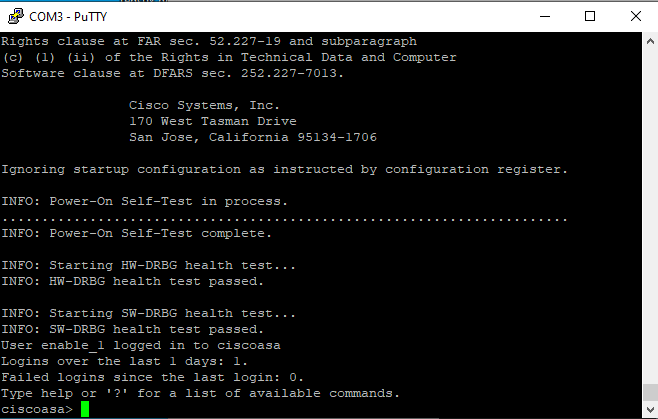 COM3 - PuTTY
Rights clause at FAR sec. 52.227-19 and subparagraph
(c) (1) (ii) of the Rights in Technical Data and Computer
Software clause at DFARS sec. 252.227-7013.
Cisco Systems, Inc.
170 West Tasman Drive
San Jose, California 95134-1706
Ignoring startup configuration as instructed by configuration register.
INFO: Power-On Self-Test in process.
.......................................................................
INFO: Power-On Self-Test complete.
INFO: Starting HW-DRBG health test...
INFO: HW-DRBG health test passed.
INFO: Starting SW-DRBG health test...
INFO: SW-DRBG health test passed.
User enable_1 logged in to ciscoasa
Logins over the last 1 days: 1.
Failed logins since the last login: 0.
Type help or '?' for a list of available commands.
ciscoasa>